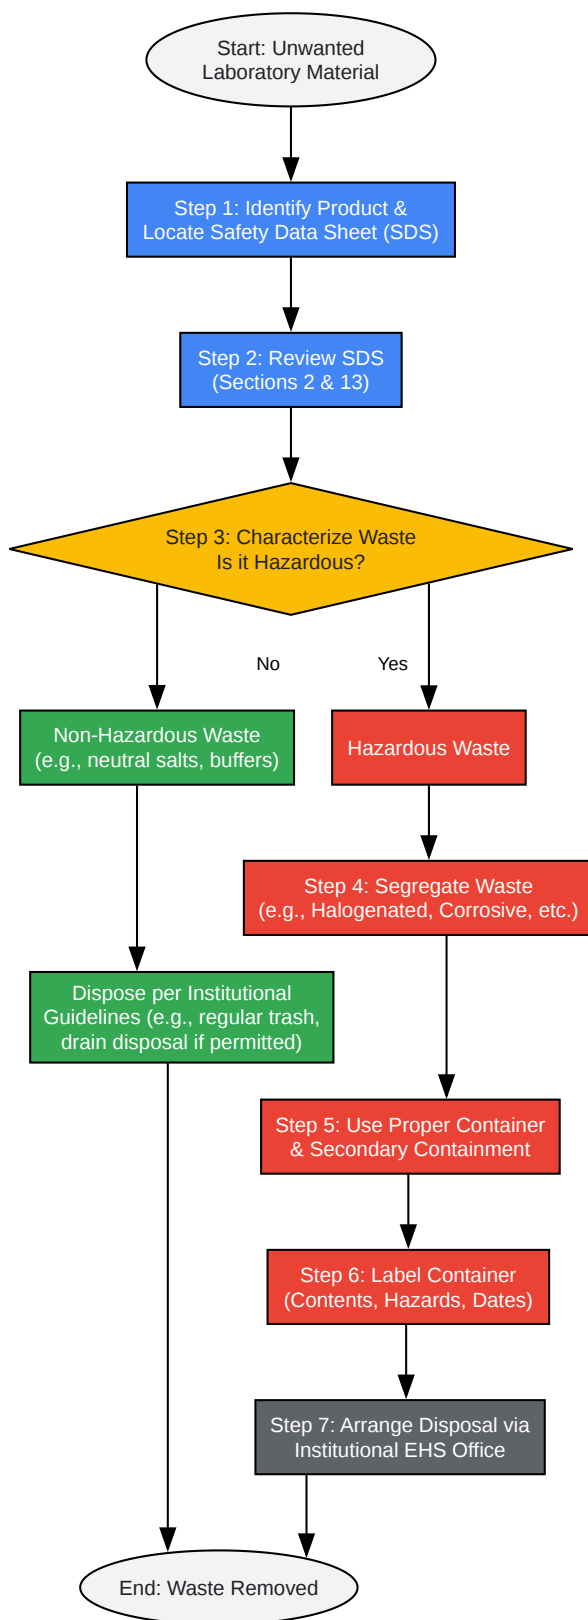 Start: Unwanted
Laboratory Material
Step 1: Identify Product &
Locate Safety Data Sheet (SDS)
Step 2: Review SDS
(Sections 2 & 13)
Step 3: Characterize Waste
Is it Hazardous?
No
Yes
Non-Hazardous Waste
(e.g., neutral salts, buffers)
Hazardous Waste
Step 4: Segregate Waste
(e.g., Halogenated, Corrosive, etc.)
Dispose per Institutional
Guidelines (e.g., regular trash,
drain disposal if permitted)
Step 5: Use Proper Container
& Secondary Containment
Step 6: Label Container
(Contents, Hazards, Dates)
Step 7: Arrange Disposal via
Institutional EHS Office
End: Waste Removed